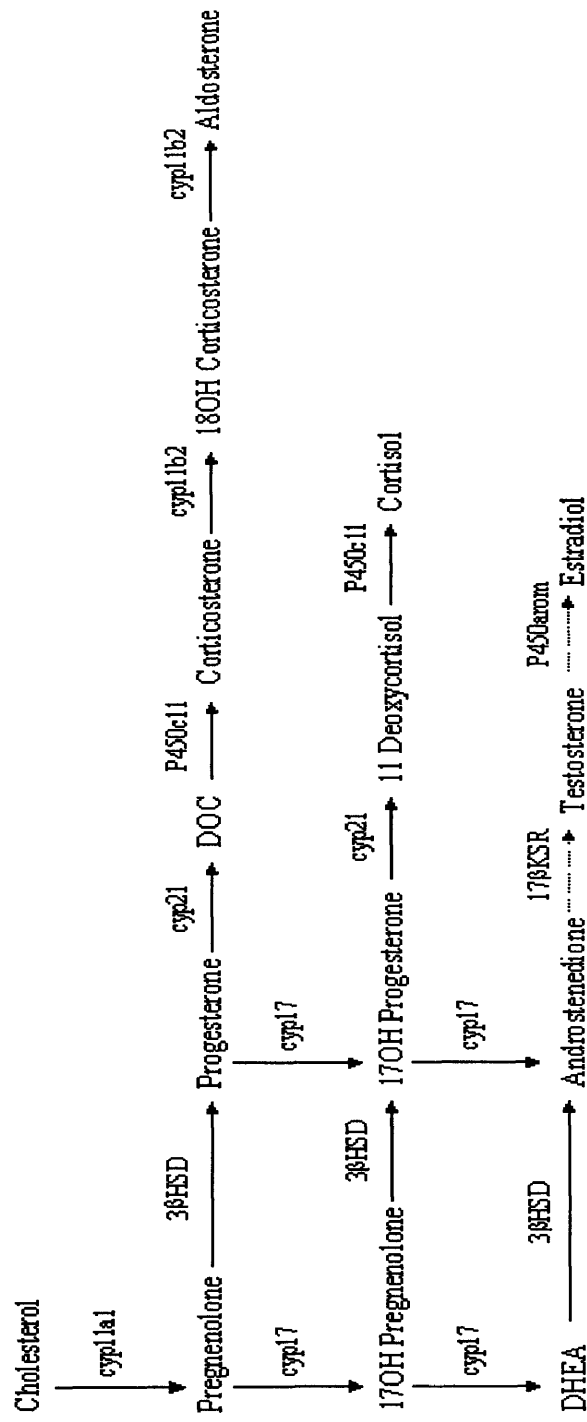 Cholesterol
cyp11a1
3βHSD cyp21 P450c11 cyp11b2 cyp11b2
Pregnenolone Progesterone DOC Corticosterone 18OH Corticosterone Aldosterone
cyp17 cyp17
3βHSD cyp21 P450c11
17OH Pregnenolone 17OH Progesterone 11 Deoxycortisol Cortisol
cyp17 cyp17
3βHSD 17βKSR P450arom
DHEA Androstenedione Testosterone Estradiol